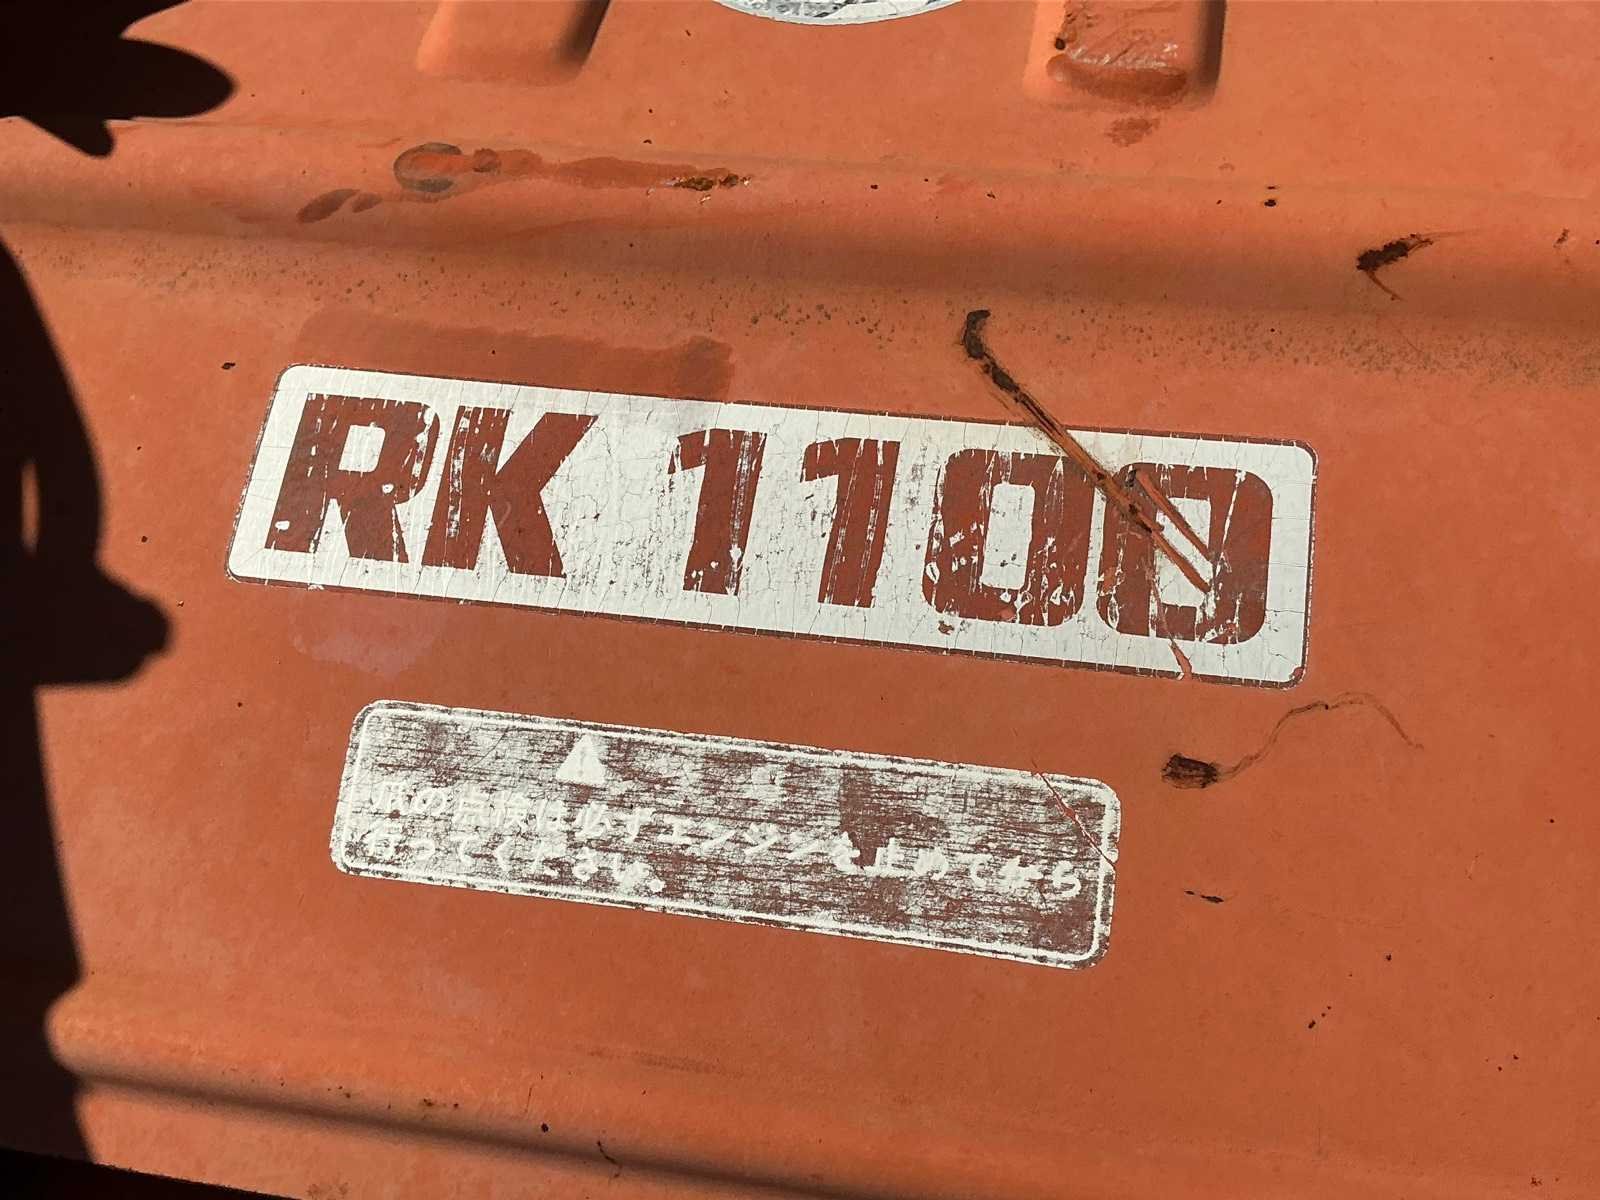 RK 1100
爪の点検は必ずエンジンを止めてから
行ってください。